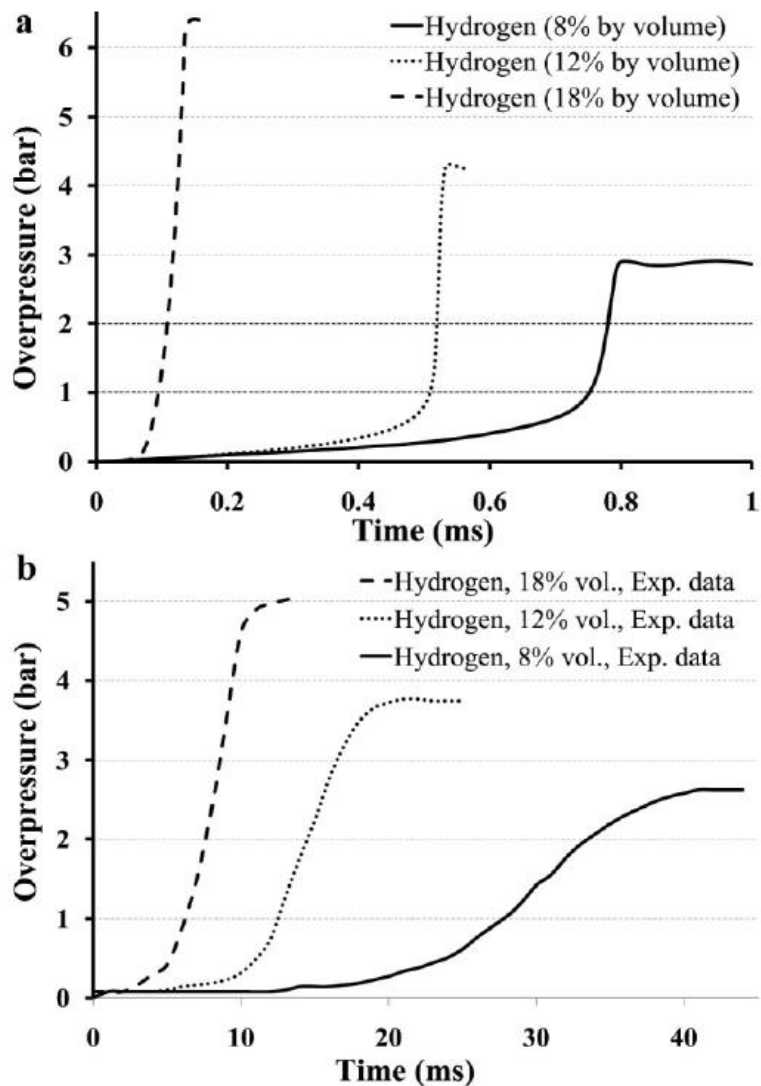 a
Hydrogen (8% by volume)
Hydrogen (12% by volume)
Hydrogen (18% by volume)
Overpressure (bar)
6
5
4
3
2
1
0
0 0.2 0.4 0.6 0.8 1
Time (ms)
b
Hydrogen, 18% vol., Exp. data
Hydrogen, 12% vol., Exp. data
Hydrogen, 8% vol., Exp. data
Overpressure (bar)
5
4
3
2
1
0
0 10 20 30 40
Time (ms)